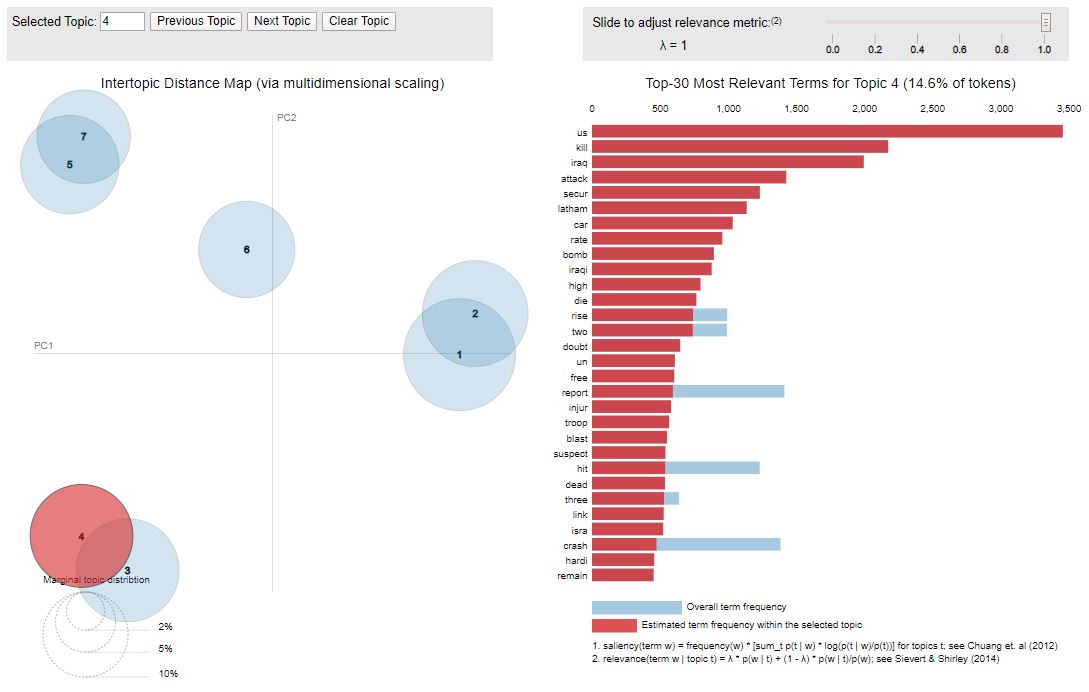 Selected Topic: 4 Previous Topic Next Topic Clear Topic
Slide to adjust relevance metric:(2)
λ = 1
0.0 0.2 0.4 0.6 0.8 1.0
Intertopic Distance Map (via multidimensional scaling)
PC2
PC1
7
5
6
2
1
4
3
Marginal topic distribtion
2%
5%
10%
Top-30 Most Relevant Terms for Topic 4 (14.6% of tokens)
0 500 1,000 1,500 2,000 2,500 3,000 3,500
us
kill
iraq
attack
secur
latham
car
rate
bomb
iraqi
high
die
rise
two
doubt
un
free
report
injur
troop
blast
suspect
hit
dead
three
link
isra
crash
hardi
remain
Overall term frequency
Estimated term frequency within the selected topic
1. saliency(term w) = frequency(w) * [sum_t p(t | w) * log(p(t | w)/p(t))] for topics t; see Chuang et. al (2012)
2. relevance(term w | topic t) = λ * p(w | t) + (1 - λ) * p(w | t)/p(w); see Sievert & Shirley (2014)